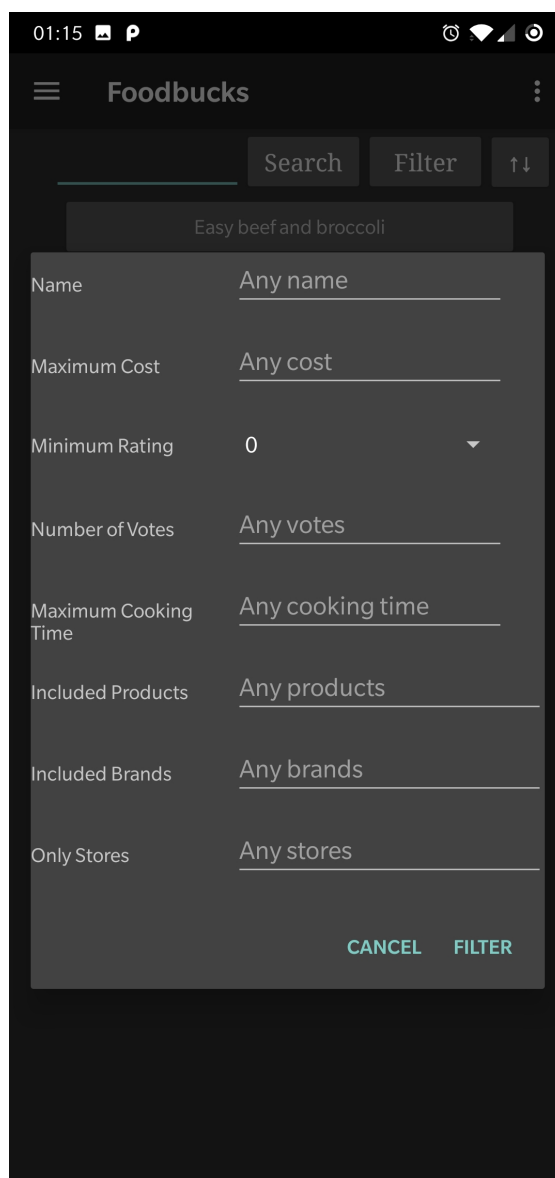 01:15
Foodbucks
Search Filter ↑↓
Easy beef and broccoli
Name Any name
Maximum Cost Any cost
Minimum Rating 0
Number of Votes Any votes
Maximum Cooking Any cooking time
Time
Included Products Any products
Included Brands Any brands
Only Stores Any stores
CANCEL FILTER